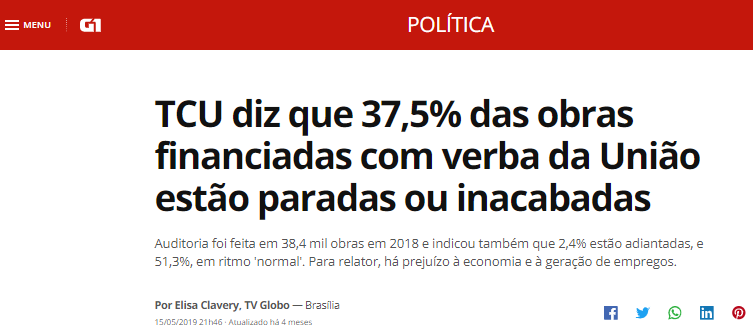 MENU G1 POLÍTICA
TCU diz que 37,5% das obras
financiadas com verba da União
estão paradas ou inacabadas
Auditoria foi feita em 38,4 mil obras em 2018 e indicou também que 2,4% estão adiantadas, e
51,3%, em ritmo 'normal'. Para relator, há prejuízo à economia e à geração de empregos.
Por Elisa Clavery, TV Globo — Brasília
15/05/2019 21h46 · Atualizado há 4 meses